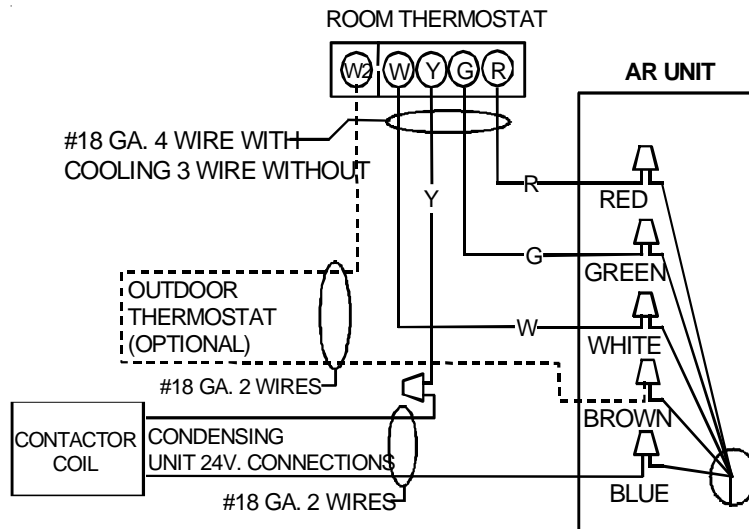 ROOM THERMOSTAT
W2 W Y G R
AR UNIT
#18 GA. 4 WIRE WITH
COOLING 3 WIRE WITHOUT
Y
R
RED
G
GREEN
OUTDOOR
THERMOSTAT
(OPTIONAL)
W
WHITE
#18 GA. 2 WIRES
BROWN
CONTACTOR
COIL
CONDENSING
UNIT 24V. CONNECTIONS
BLUE
#18 GA. 2 WIRES